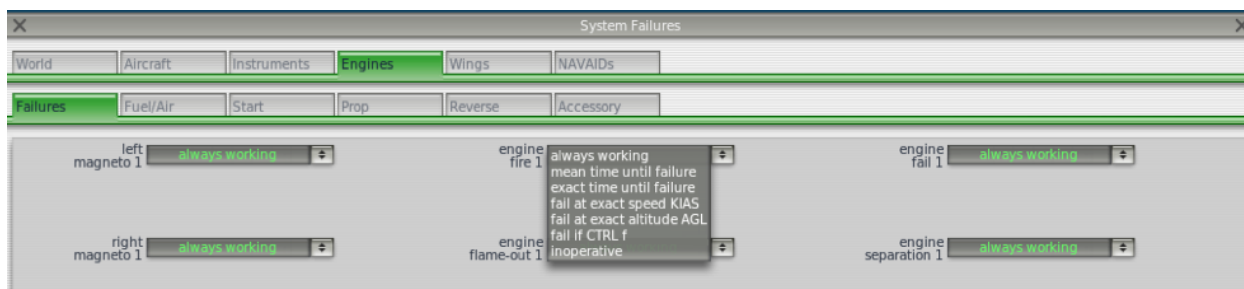 System Failures
World Aircraft Instruments Engines Wings NAVAIDs
Failures Fuel/Air Start Prop Reverse Accessory
left
magneto 1 always working
engine
fire 1
always working
mean time until failure
exact time until failure
fail at exact speed KIAS
fail at exact altitude AGL
fail if CTRL f
inoperative
engine
fail 1 always working
right
magneto 1 always working
engine
flame-out 1
engine
separation 1 always working